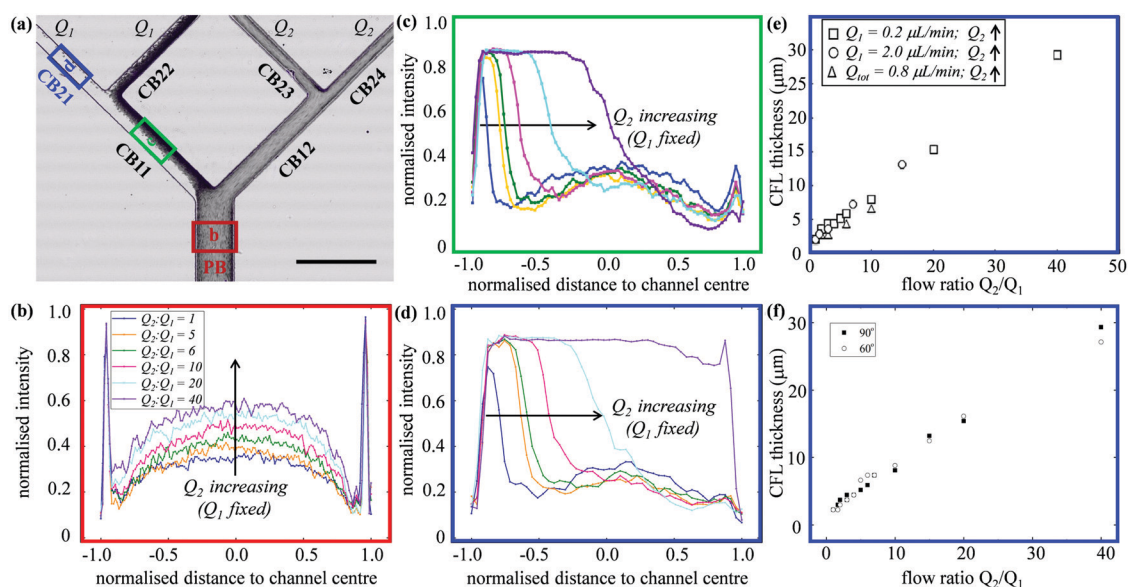 (a)
Q1
Q1
Q2
Q2
CB21
CB22
CB23
CB24
CB11
CB12
b
PB
(b)
1.0
0.8
0.6
0.4
0.2
0
-1.0
-0.5
0.0
0.5
1.0
normalised intensity
normalised distance to channel centre
Q2:Q1 = 1
Q2:Q1 = 5
Q2:Q1 = 6
Q2:Q1 = 10
Q2:Q1 = 20
Q2:Q1 = 40
Q2 increasing
(Q1 fixed)
(c)
1.0
0.8
0.6
0.4
0.2
0
-1.0
-0.5
0.0
0.5
1.0
normalised intensity
normalised distance to channel centre
Q2 increasing
(Q1 fixed)
(d)
1.0
0.8
0.6
0.4
0.2
0
-1.0
-0.5
0.0
0.5
1.0
normalised intensity
normalised distance to channel centre
Q2 increasing
(Q1 fixed)
(e)
Q1 = 0.2 μL/min; Q2 ↑
Q1 = 2.0 μL/min; Q2 ↑
Qtot = 0.8 μL/min; Q2 ↑
30
20
10
5
0
0
10
20
30
40
50
CFL thickness (μm)
flow ratio Q2/Q1
(f)
90°
60°
30
20
10
0
0
10
20
30
40
CFL thickness (μm)
flow ratio Q2/Q1